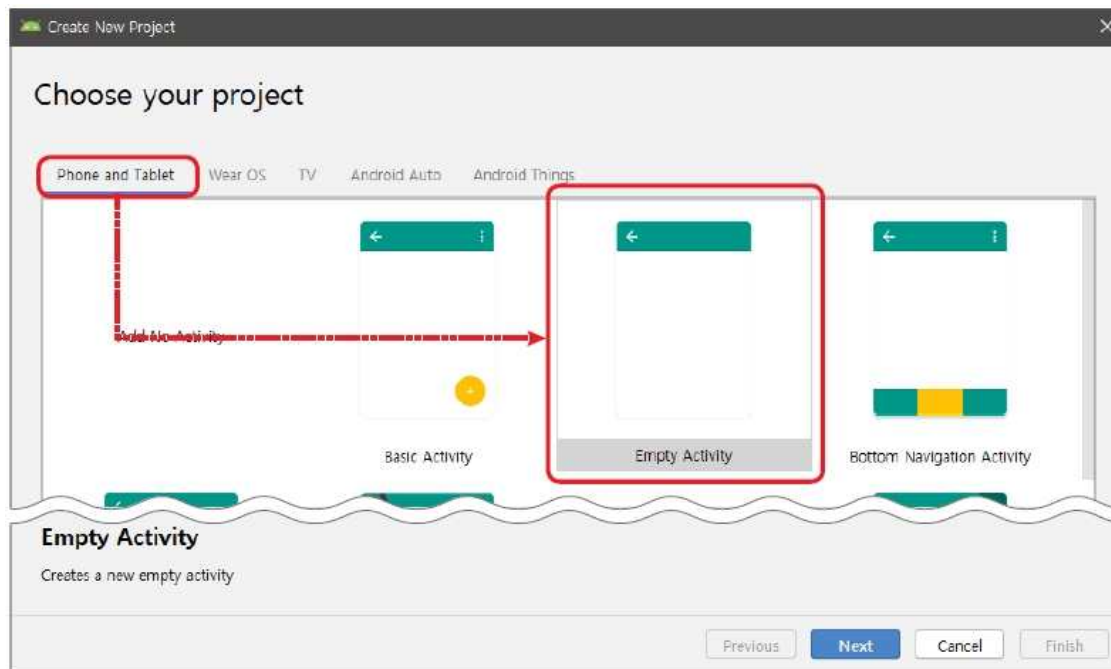 Create New Project
Choose your project
Phone and Tablet Wear OS TV Android Auto Android Things
Add No Activity
Basic Activity Empty Activity Bottom Navigation Activity
Empty Activity
Creates a new empty activity
Previous Next Cancel Finish